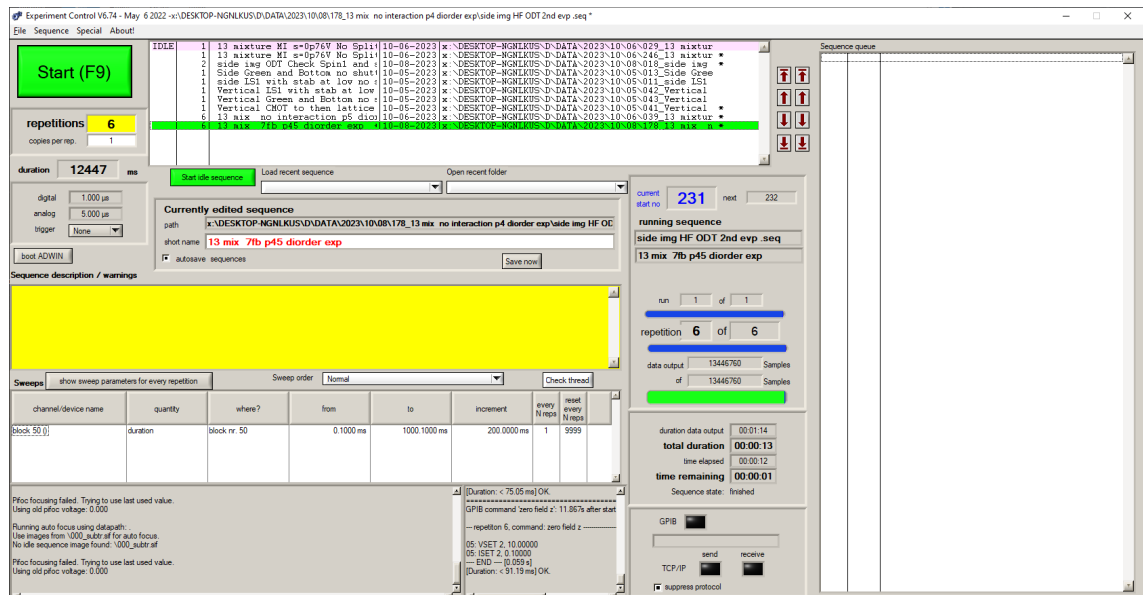 Experiment Control V6.74 - May 6 2022 -x:\DESKTOP-NGNLKUS\D\DATA\2023\10\08\178_13 mix no interaction p4 diorder exp\side img HF ODT 2nd evp .seq *
File Sequence Special About!
Start (F9)
IDLE 1 13 mixture MI s=0p76V No Spli 10-06-2023 x:\DESKTOP-NGNLKUS\D\DATA\2023\10\06\029_13 mixtur
1 13 mixture MI s=0p76V No Spli 10-06-2023 x:\DESKTOP-NGNLKUS\D\DATA\2023\10\06\246_13 mixtur *
2 side img ODT Check Spin1 and s 10-08-2023 x:\DESKTOP-NGNLKUS\D\DATA\2023\10\08\018_side img *
1 Side Green and Bottom no shut 10-05-2023 x:\DESKTOP-NGNLKUS\D\DATA\2023\10\05\013_Side Gree
1 side LS1 with stab at low no s 10-05-2023 x:\DESKTOP-NGNLKUS\D\DATA\2023\10\05\011_side LS1
1 Vertical LS1 with stab at low 10-05-2023 x:\DESKTOP-NGNLKUS\D\DATA\2023\10\05\042_Vertical
1 Vertical Green and Botton no s 10-05-2023 x:\DESKTOP-NGNLKUS\D\DATA\2023\10\05\043_Vertical
1 Vertical CMOT to then lattice 10-05-2023 x:\DESKTOP-NGNLKUS\D\DATA\2023\10\05\041_Vertical *
6 13 mix no interaction p5 dio 10-06-2023 x:\DESKTOP-NGNLKUS\D\DATA\2023\10\06\039_13 mixtur *
6 13 mix 7fb p45 diorder exp 10-08-2023 x:\DESKTOP-NGNLKUS\D\DATA\2023\10\08\178_13 mix n *
Sequence queue
repetitions 6
copies per rep. 1
duration 12447 ms
Start idle sequence
Load recent sequence
Open recent folder
digital 1.000 µs
analog 5.000 µs
trigger None
boot ADWIN
Currently edited sequence
path x:\DESKTOP-NGNLKUS\D\DATA\2023\10\08\178_13 mix no interaction p4 diorder exp\side img HF OD
short name 13 mix 7fb p45 diorder exp
autosave sequences
Save now
current start no 231 next 232
running sequence
side img HF ODT 2nd evp .seq
13 mix 7fb p45 diorder exp
Sequence description / warnings
run 1 of 1
repetition 6 of 6
data output 13446760 Samples
of 13446760 Samples
Sweeps
show sweep parameters for every repetition
Sweep order Normal
Check thread
channel/device name quantity where? from to increment every N reps reset every N reps
block 50 () duration block nr. 50 0.1000 ms 1000.1000 ms 200.0000 ms 1 9999
duration data output 00:01:14
total duration 00:00:13
time elapsed 00:00:12
time remaining 00:00:01
Sequence state: finished
Pifoc focusing failed. Trying to use last used value.
Using old pifoc voltage: 0.000
Running auto focus using datapath: .
Use images from \000_subtr.sif for auto focus.
No idle sequence image found: \000_subtr.sif
Pifoc focusing failed. Trying to use last used value.
Using old pifoc voltage: 0.000
[Duration: < 75.05 ms] OK.
GPIB command 'zero field z': 11.867s after start
--- repetiton 6, command: zero field z ---------------
05: VSET 2, 10.00000
05: ISET 2, 0.10000
---- END --- [0.059 s]
[Duration: < 91.19 ms] OK.
GPIB
send receive
TCP/IP
suppress protocol